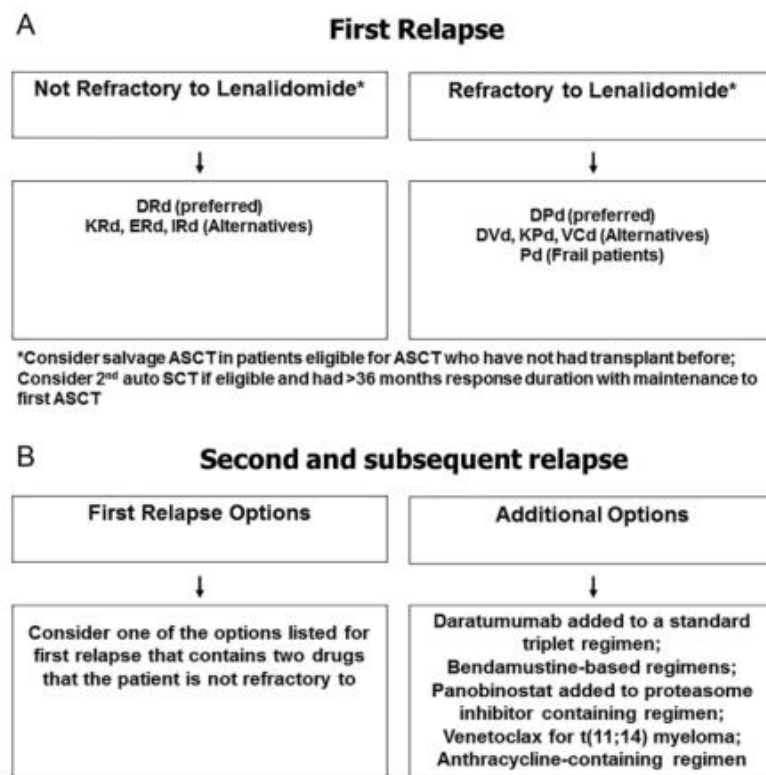 A
First Relapse
Not Refractory to Lenalidomide*
Refractory to Lenalidomide*
DRd (preferred)
KRd, ERd, IRd (Alternatives)
DPd (preferred)
DVd, KPd, VCd (Alternatives)
Pd (Frail patients)
*Consider salvage ASCT in patients eligible for ASCT who have not had transplant before;
Consider 2nd auto SCT if eligible and had >36 months response duration with maintenance to
first ASCT
B
Second and subsequent relapse
First Relapse Options
Additional Options
Consider one of the options listed for
first relapse that contains two drugs
that the patient is not refractory to
Daratumumab added to a standard
triplet regimen;
Bendamustine-based regimens;
Panobinostat added to proteasome
inhibitor containing regimen;
Venetoclax for t(11;14) myeloma;
Anthracycline-containing regimen